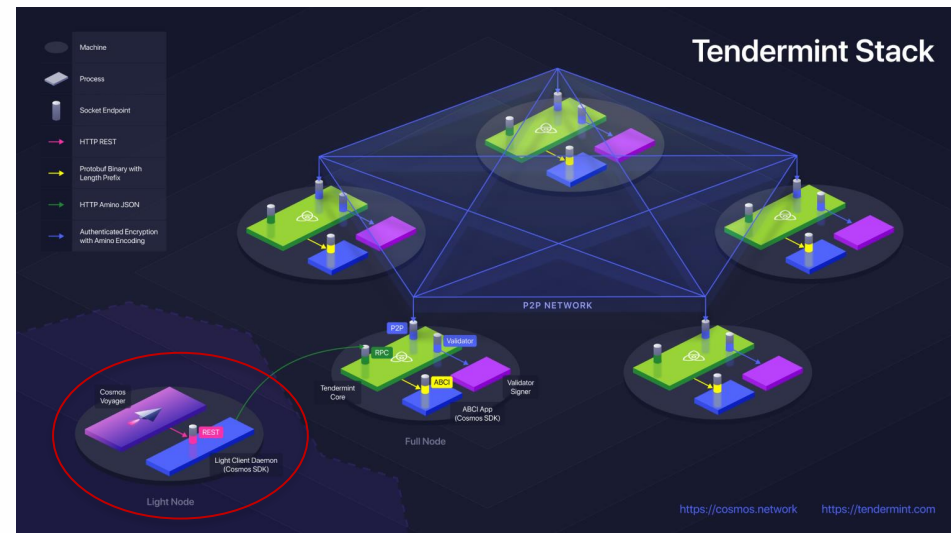 Tendermint Stack
Machine
Process
Socket Endpoint
HTTP REST
Protobuf Binary with
Length Prefix
HTTP Amino JSON
Authenticated Encryption
with Amino Encoding
P2P NETWORK
P2P
Validator
RPC
ABCI
Tendermint
Core
Validator
Signer
ABCI App
(Cosmos SDK)
Full Node
Cosmos
Voyager
REST
Light Client Daemon
(Cosmos SDK)
Light Node
https://cosmos.network
https://tendermint.com